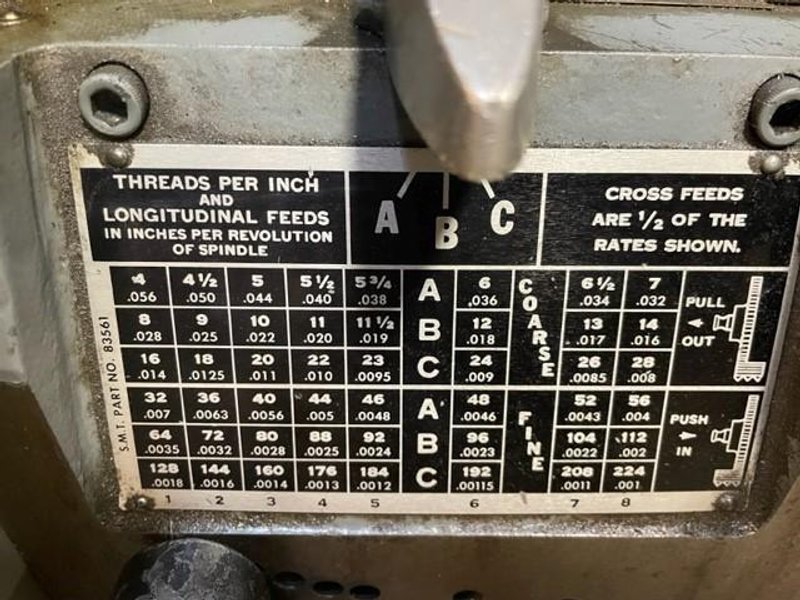 THREADS PER INCH
AND
LONGITUDINAL FEEDS
IN INCHES PER REVOLUTION
OF SPINDLE
A B C
CROSS FEEDS
ARE 1/2 OF THE
RATES SHOWN.
4 4 1/2 5 5 1/2 5 3/4 A 6 6 1/2 7
.056 .050 .044 .040 .038 .036 .034 .032
8 9 10 11 11 1/2 B 12 13 14
.028 .025 .022 .020 .019 .018 .017 .016
16 18 20 22 23 C 24 26 28
.014 .0125 .011 .010 .0095 .009 .0085 .008
COARSE
PULL
OUT
32 36 40 44 46 A 48 52 56
.007 .0063 .0056 .005 .0048 .0046 .0043 .004
64 72 80 88 92 B 96 104 112
.0035 .0032 .0028 .0025 .0024 .0023 .0022 .002
128 144 160 176 184 C 192 208 224
.0018 .0016 .0014 .0013 .0012 .00115 .0011 .001
FINE
PUSH
IN
1 2 3 4 5 6 7 8
S.M.T. PART NO. 83561